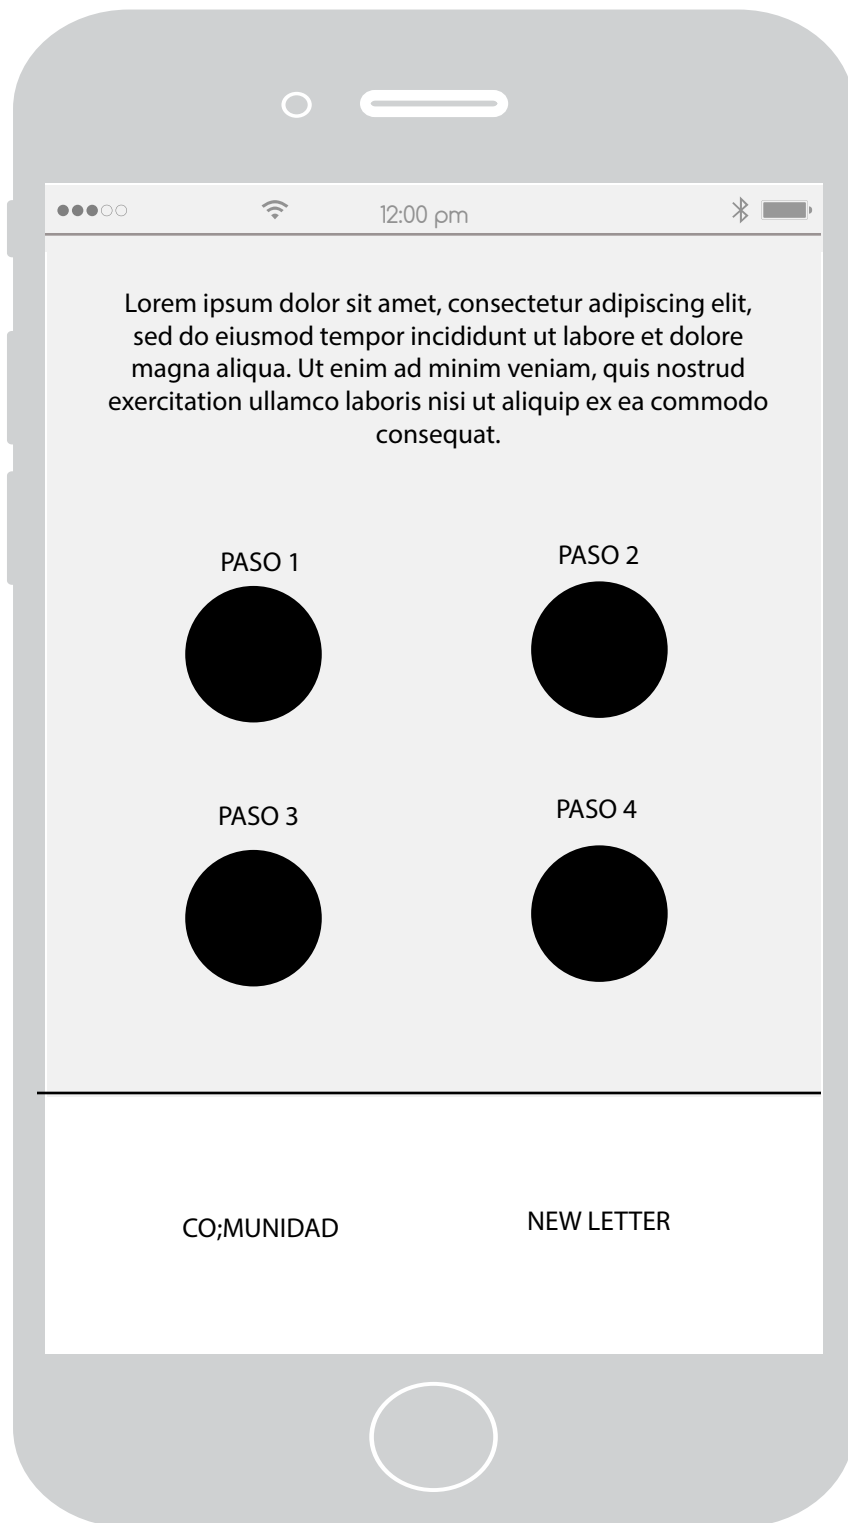 12:00 pm
Lorem ipsum dolor sit amet, consectetur adipiscing elit,
sed do eiusmod tempor incididunt ut labore et dolore
magna aliqua. Ut enim ad minim veniam, quis nostrud
exercitation ullamco laboris nisi ut aliquip ex ea commodo
consequat.
PASO 1
PASO 2
PASO 3
PASO 4
CO;MUNIDAD
NEW LETTER